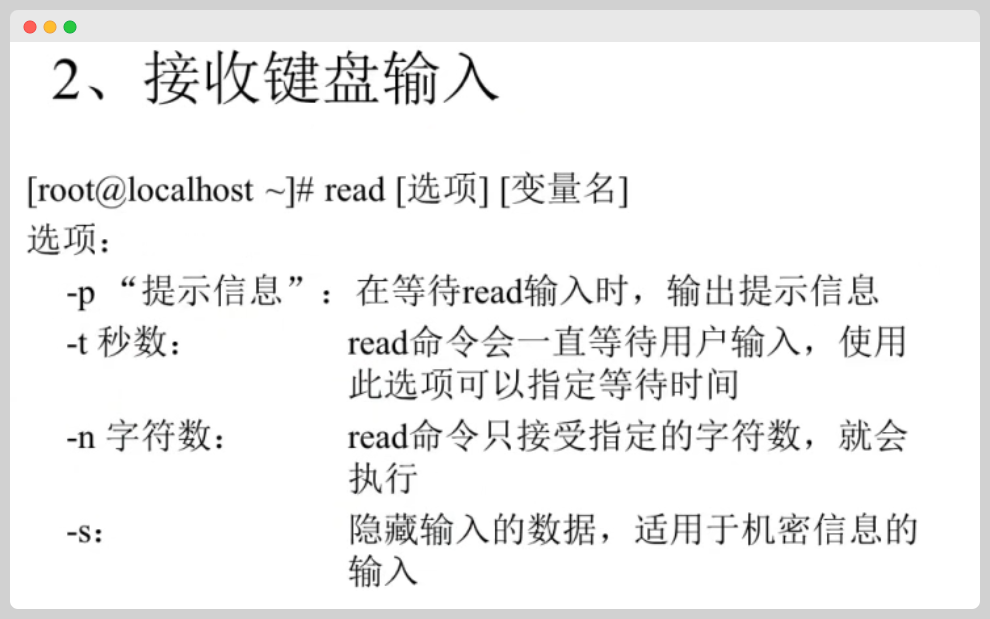 2、接收键盘输入
[root@localhost ~]# read [选项] [变量名]
选项：
-p “提示信息”：在等待read输入时，输出提示信息
-t 秒数： read命令会一直等待用户输入，使用
此选项可以指定等待时间
-n 字符数： read命令只接受指定的字符数，就会
执行
-s： 隐藏输入的数据，适用于机密信息的
输入